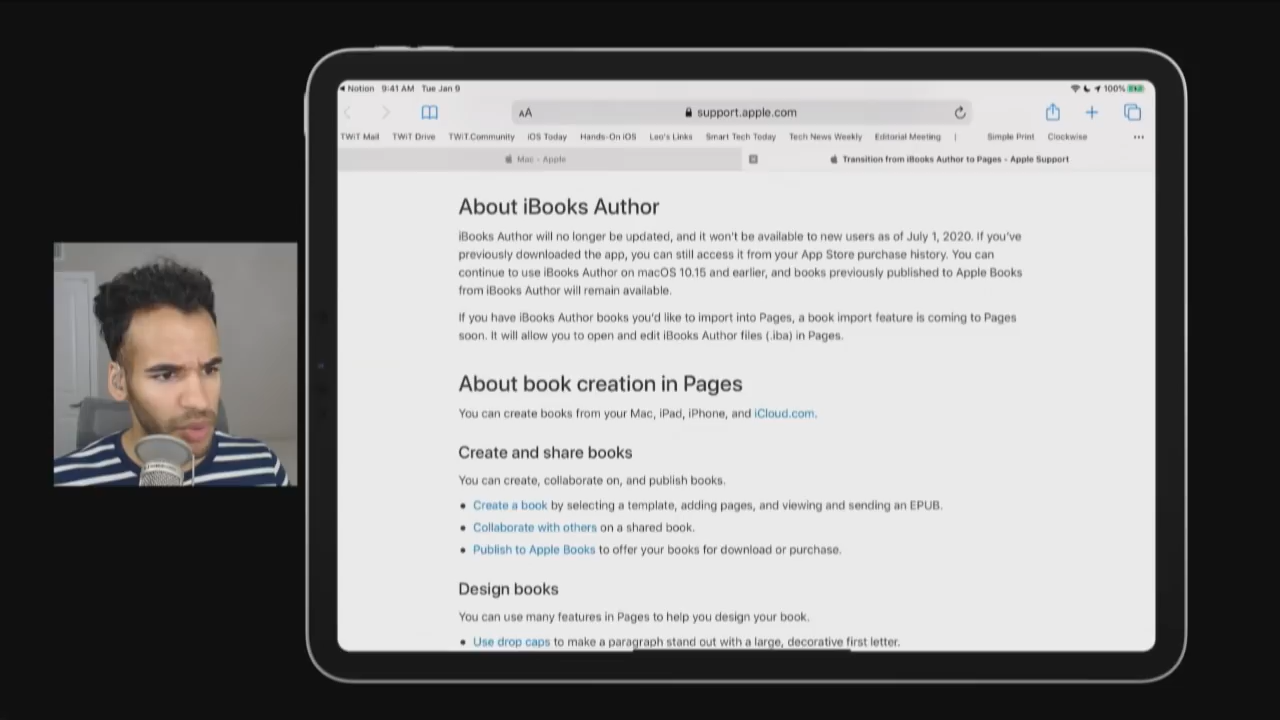 Notion 9:41 AM Tue Jan 9 100%
AA support.apple.com
TWiT Mail TWiT Drive TWiT.Community iOS Today Hands-On iOS Leo's Links Smart Tech Today Tech News Weekly Editorial Meeting | Simple Print Clockwise ...
Mac - Apple Transition from iBooks Author to Pages - Apple Support
About iBooks Author
iBooks Author will no longer be updated, and it won't be available to new users as of July 1, 2020. If you've
previously downloaded the app, you can still access it from your App Store purchase history. You can
continue to use iBooks Author on macOS 10.15 and earlier, and books previously published to Apple Books
from iBooks Author will remain available.
If you have iBooks Author books you'd like to import into Pages, a book import feature is coming to Pages
soon. It will allow you to open and edit iBooks Author files (.iba) in Pages.
About book creation in Pages
You can create books from your Mac, iPad, iPhone, and iCloud.com.
Create and share books
You can create, collaborate on, and publish books.
• Create a book by selecting a template, adding pages, and viewing and sending an EPUB.
• Collaborate with others on a shared book.
• Publish to Apple Books to offer your books for download or purchase.
Design books
You can use many features in Pages to help you design your book.
• Use drop caps to make a paragraph stand out with a large, decorative first letter.